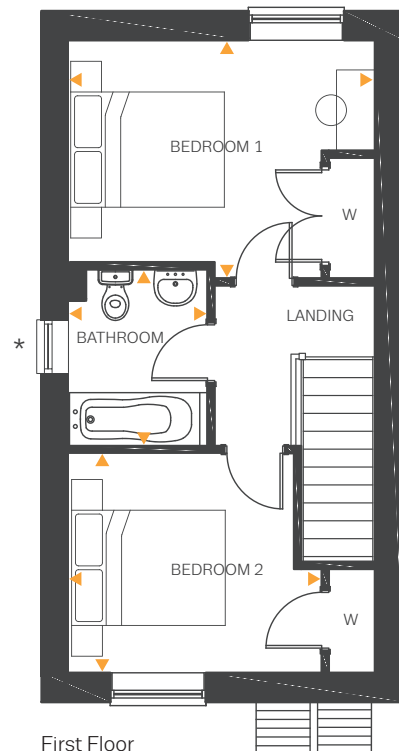 BEDROOM 1
W
LANDING
BATHROOM
*
BEDROOM 2
W
First Floor